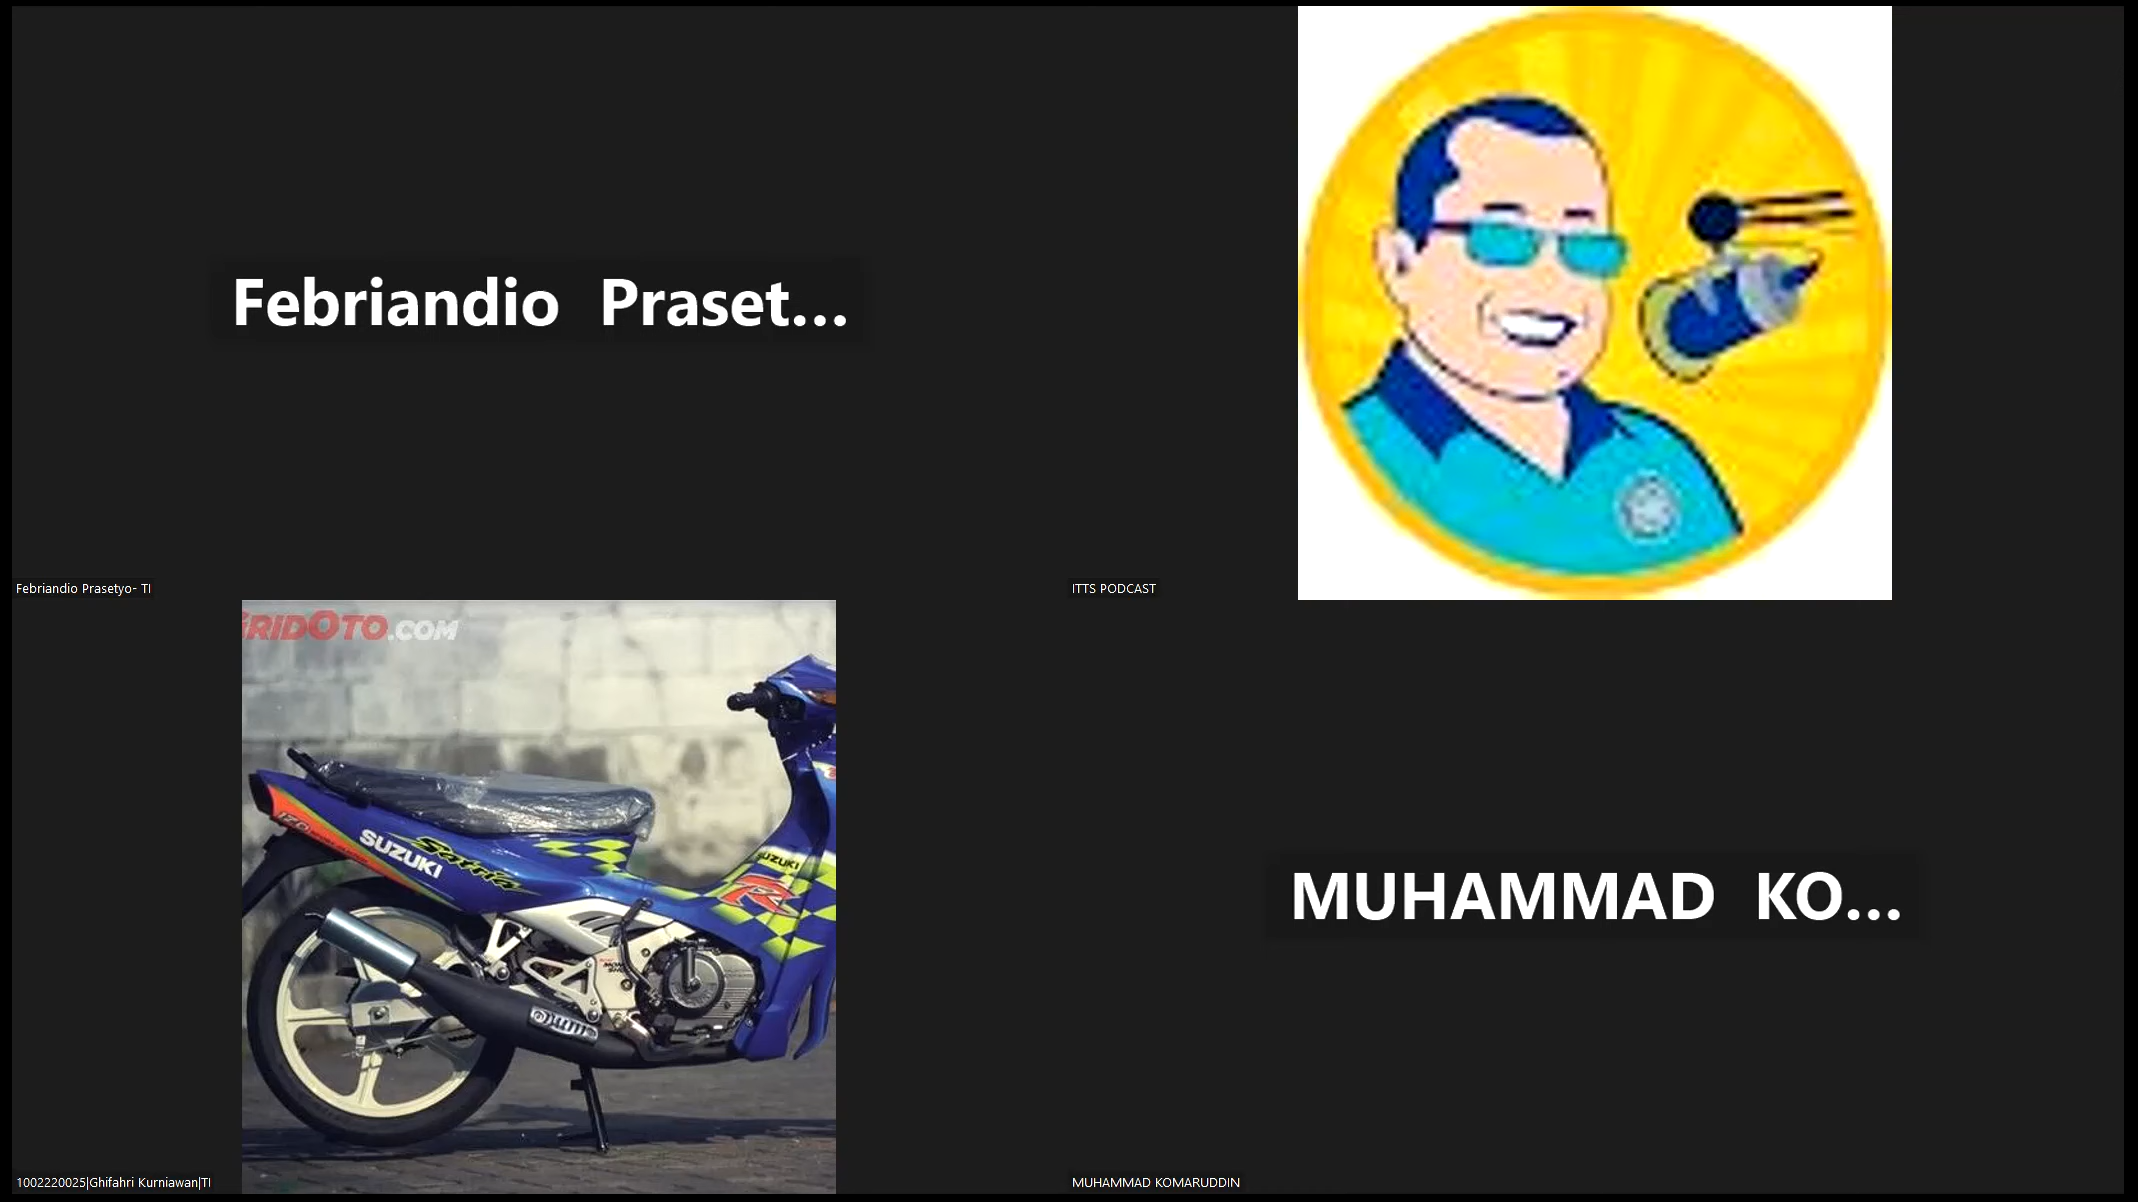 Febriandio Praset...
Febriandio Prasetyo- TI
ITTS PODCAST
GRIDOTO.COM
120
SUZUKI
Satria
SUZUKI
R
MUHAMMAD KO...
1002220025|Ghifahri Kurniawan|TI
MUHAMMAD KOMARUDDIN